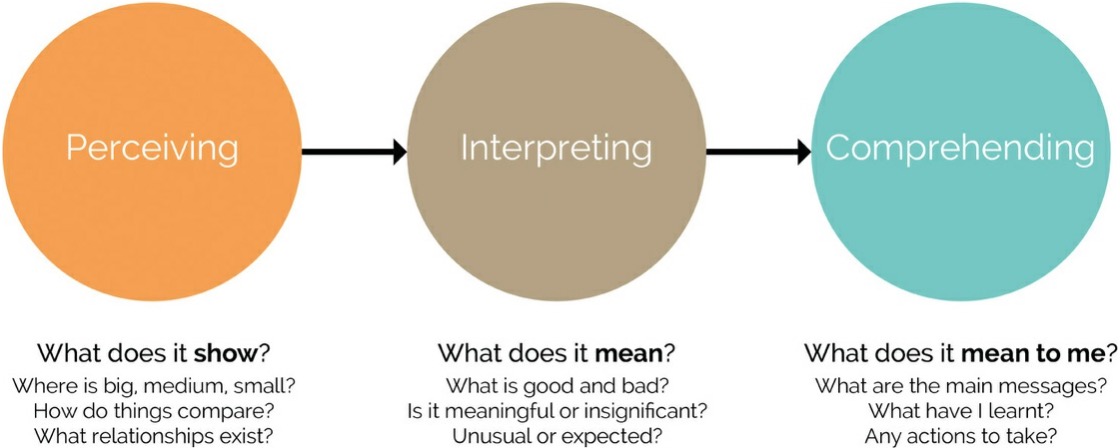 Perceiving
Interpreting
Comprehending
What does it show?
Where is big, medium, small?
How do things compare?
What relationships exist?
What does it mean?
What is good and bad?
Is it meaningful or insignificant?
Unusual or expected?
What does it mean to me?
What are the main messages?
What have I learnt?
Any actions to take?